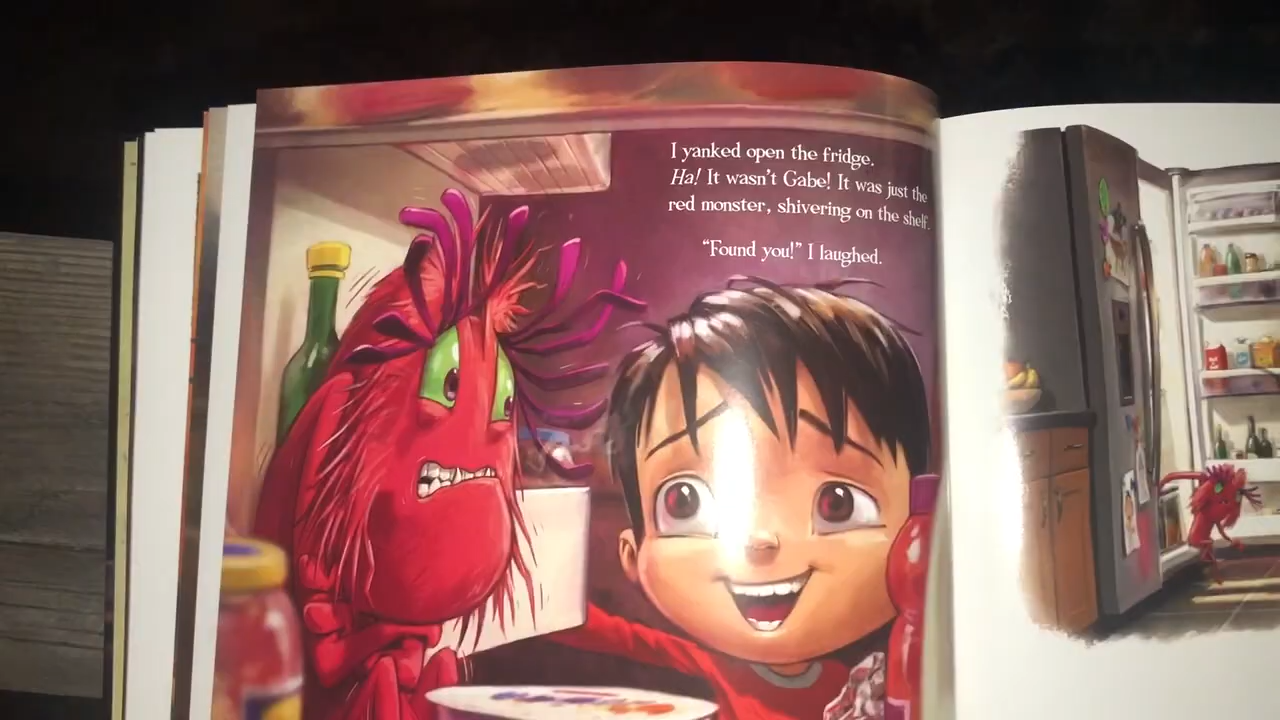 I yanked open the fridge.
Ha! It wasn't Gabe! It was just the
red monster, shivering on the shelf.
“Found you!” I laughed.